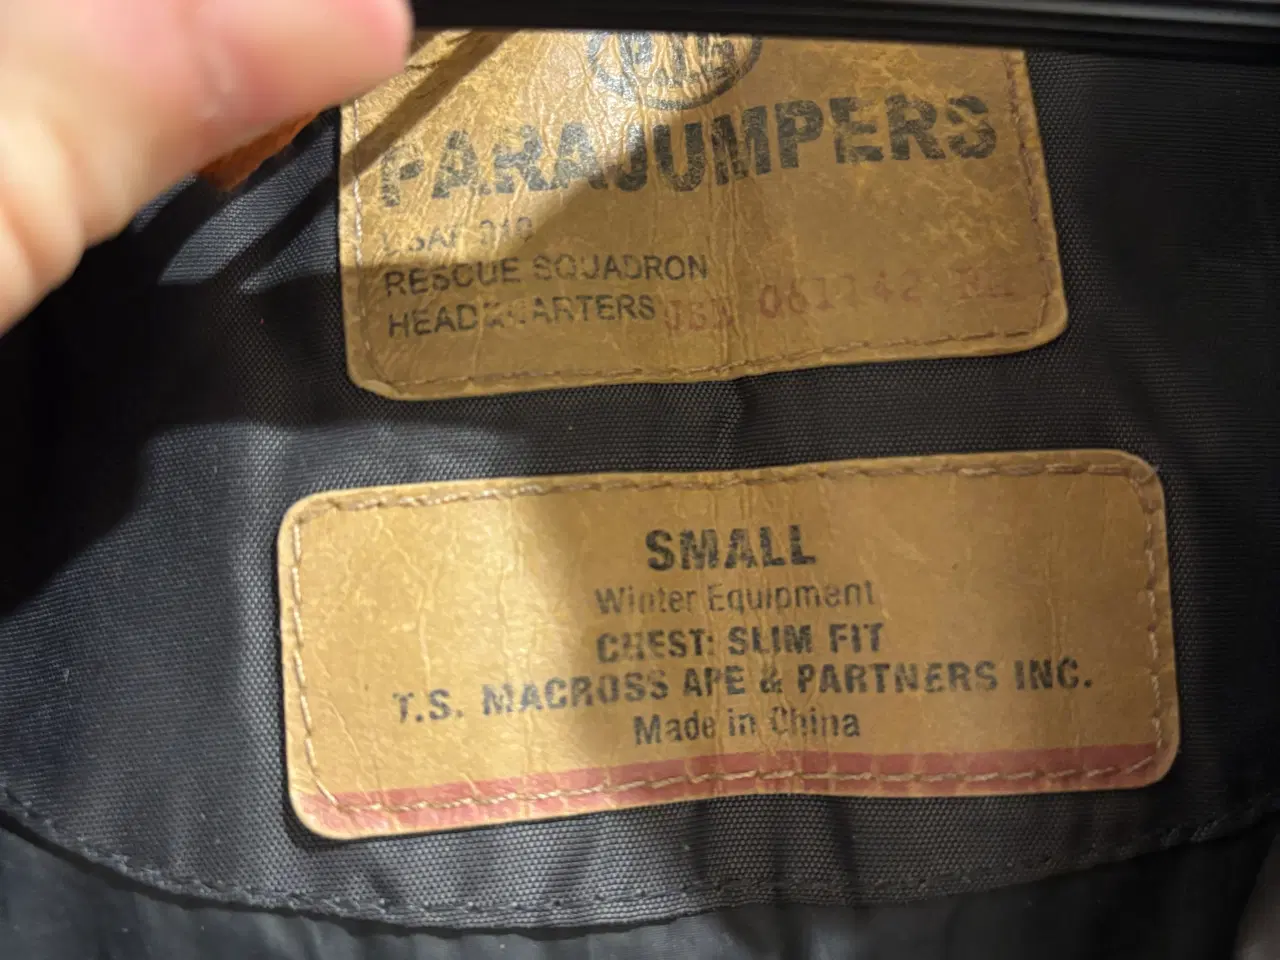 PARAJUMPERS
RESCUE SQUADRON
HEADQUARTERS
SMALL
Winter Equipment
CHEST: SLIM FIT
T.S. MACROSS APE & PARTNERS INC.
Made in China